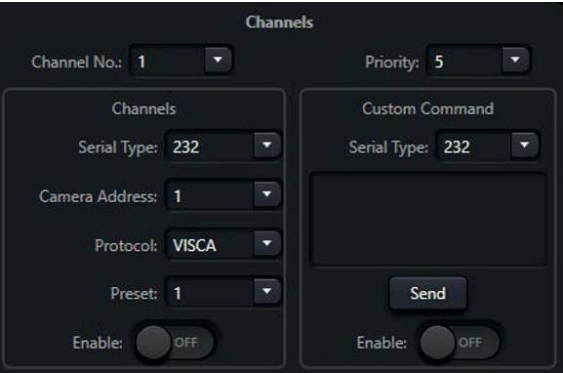 Channels
Channel No.: 1 Priority: 5
Channels
Serial Type: 232
Camera Address: 1
Protocol: VISCA
Preset: 1
Enable: OFF
Custom Command
Serial Type: 232
Send
Enable: OFF